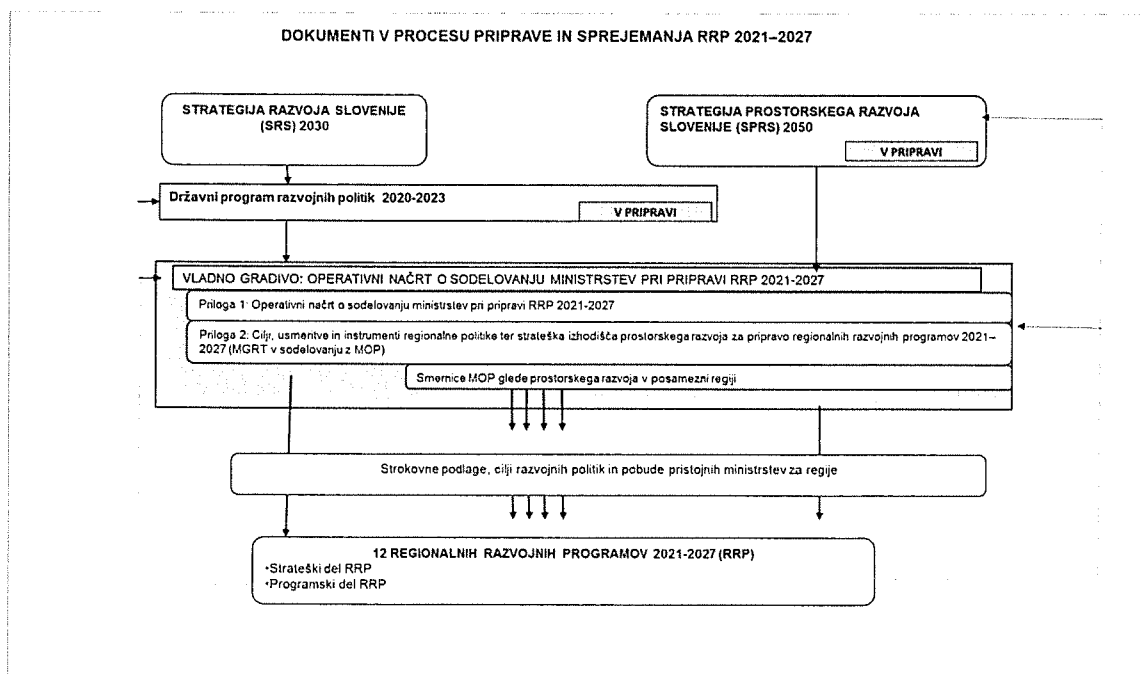 DOKUMENTI V PROCESU PRIPRAVE IN SPREJEMANJA RRP 2021–2027
STRATEGIJA RAZVOJA SLOVENIJE
(SRS) 2030
STRATEGIJA PROSTORSKEGA RAZVOJA
SLOVENIJE (SPRS) 2050
V PRIPRAVI
Državni program razvojnih politik 2020-2023
V PRIPRAVI
VLADNO GRADIVO: OPERATIVNI NAČRT O SODELOVANJU MINISTRSTEV PRI PRIPRAVI RRP 2021-2027
Priloga 1: Operativni načrt o sodelovanju ministrstev pri pripravi RRP 2021-2027
Priloga 2: Cilji, usmeritve in instrumenti regionalne politike ter strateška izhodišča prostorskega razvoja za pripravo regionalnih razvojnih programov 2021–
2027 (MGRT v sodelovanju z MOP)
Smernice MOP glede prostorskega razvoja v posamezni regiji
Strokovne podlage, cilji razvojnih politik in pobude pristojnih ministrstev za regije
12 REGIONALNIH RAZVOJNIH PROGRAMOV 2021-2027 (RRP)
•Strateški del RRP
•Programski del RRP